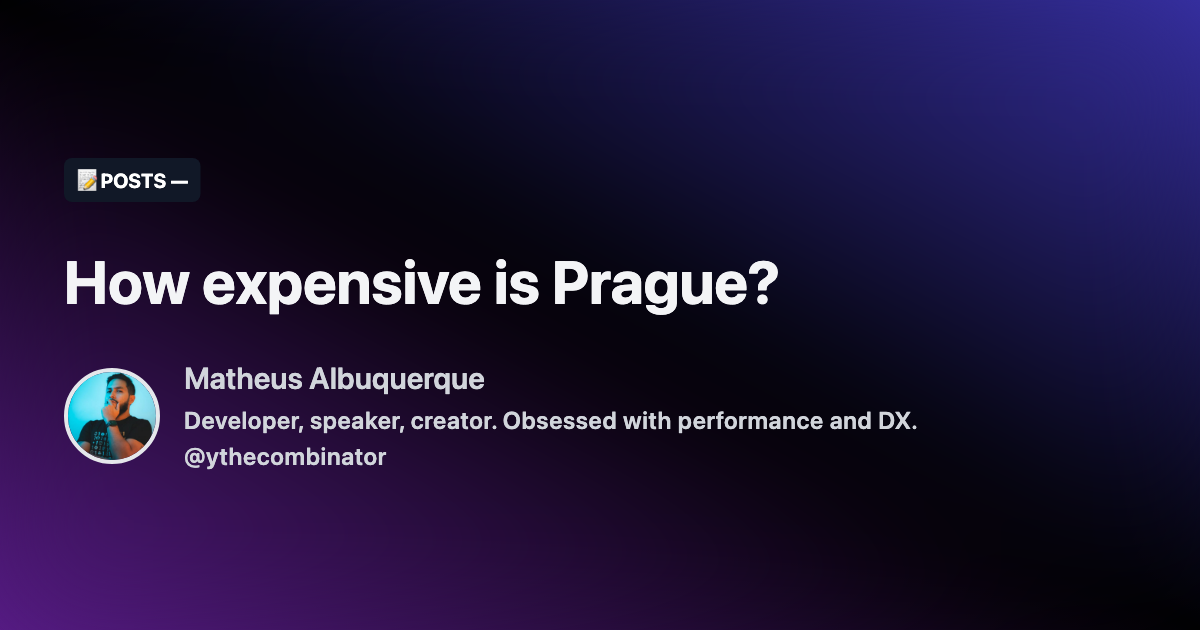 📝 POSTS —
How expensive is Prague?
Matheus Albuquerque
Developer, speaker, creator. Obsessed with performance and DX.
@ythecombinator